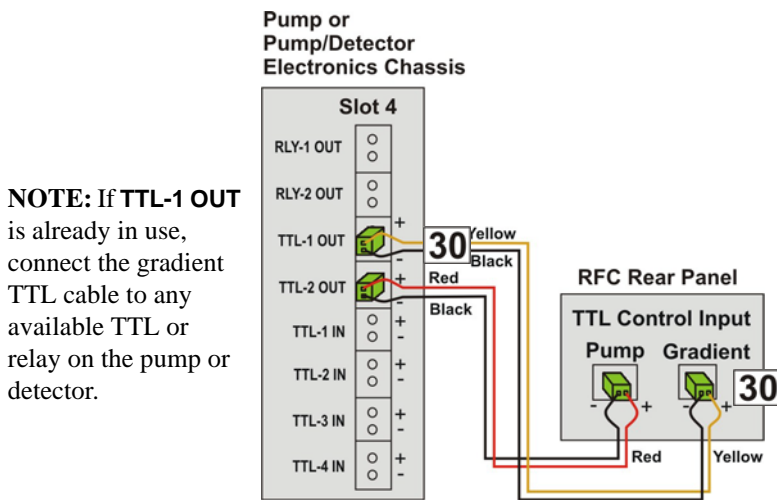 Pump or
Pump/Detector
Electronics Chassis
Slot 4
RLY-1 OUT
RLY-2 OUT
NOTE: If TTL-1 OUT
is already in use,
connect the gradient
TTL cable to any
available TTL or
relay on the pump or
detector.
TTL-1 OUT
+
-
30
Yellow
Black
TTL-2 OUT
+
-
Red
Black
TTL-1 IN
+
-
TTL-2 IN
+
-
TTL-3 IN
+
-
TTL-4 IN
+
-
RFC Rear Panel
TTL Control Input
Pump Gradient
30
- + - +
Red Yellow